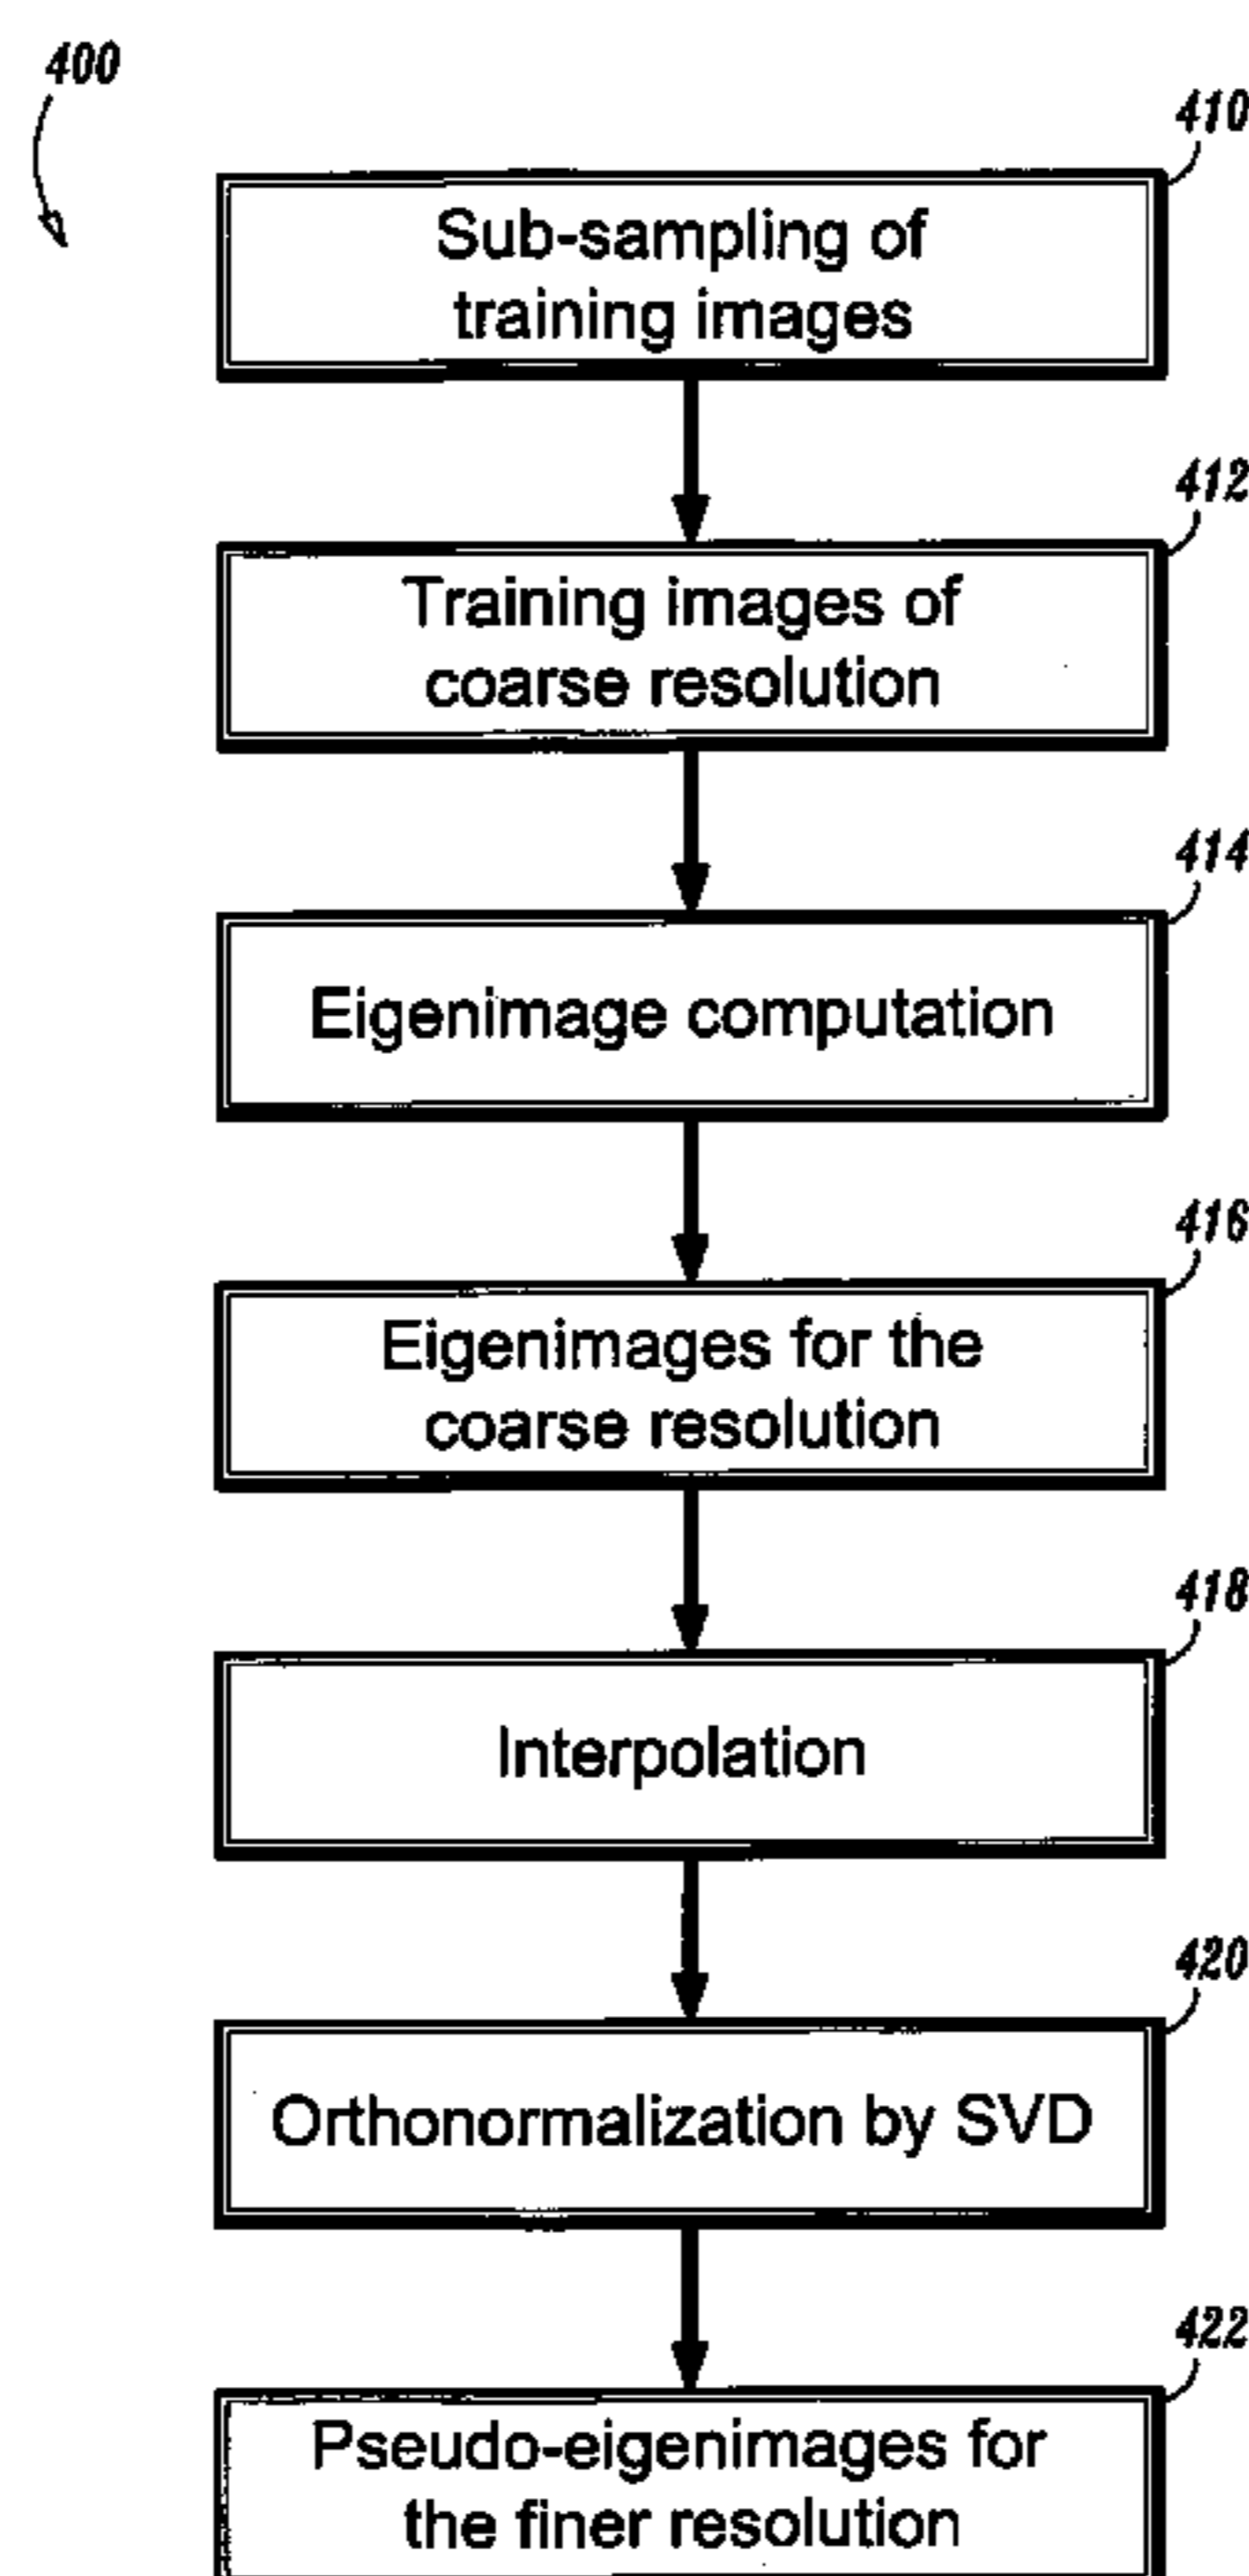 400
410
Sub-sampling of
training images
412
Training images of
coarse resolution
414
Eigenimage computation
416
Eigenimages for the
coarse resolution
418
Interpolation
420
Orthonormalization by SVD
422
Pseudo-eigenimages for
the finer resolution